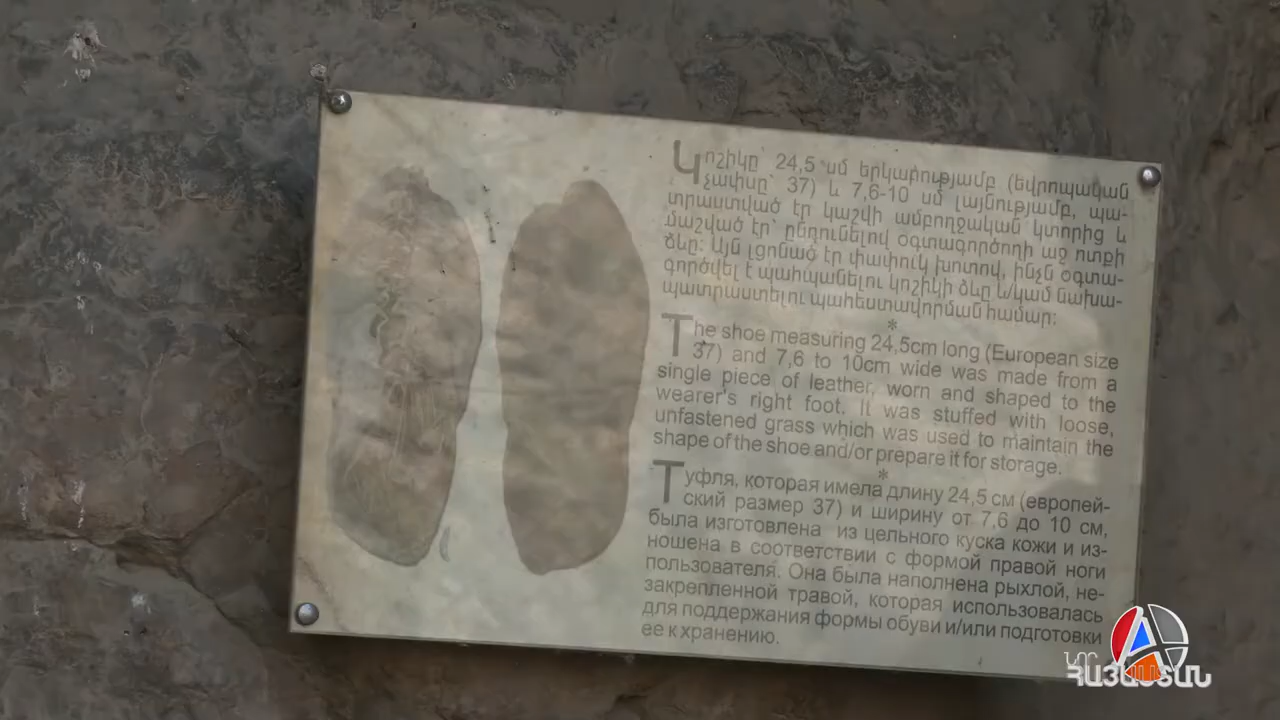 Կոշիկը՝ 24,5 սմ երկարությամբ (եվրոպական
չափսը՝ 37) և 7,6-10 սմ լայնությամբ, պա-
տրաստված էր կաշվի ամբողջական կտորից և
մաշված էր՝ ընդունելով օգտագործողի աջ ոտքի
ձևը: Այն լցոնած էր փափուկ խոտով, ինչն օգտա-
գործվել է պահպանելու կոշիկի ձևը և/կամ նախա-
պատրաստելու պահեստավորման համար:
*
The shoe measuring 24,5cm long (European size
37) and 7,6 to 10cm wide was made from a
single piece of leather, worn and shaped to the
wearer's right foot. It was stuffed with loose,
unfastened grass which was used to maintain the
shape of the shoe and/or prepare it for storage.
*
Туфля, которая имела длину 24,5 см (европей-
ский размер 37) и ширину от 7,6 до 10 см,
была изготовлена из цельного куска кожи и из-
ношена в соответствии с формой правой ноги
пользователя. Она была наполнена рыхлой, не-
закрепленной травой, которая использовалась
для поддержания формы обуви и/или подготовки
ее к хранению.
ՆՈՐ
ՀԱՅԱՍՏԱՆ